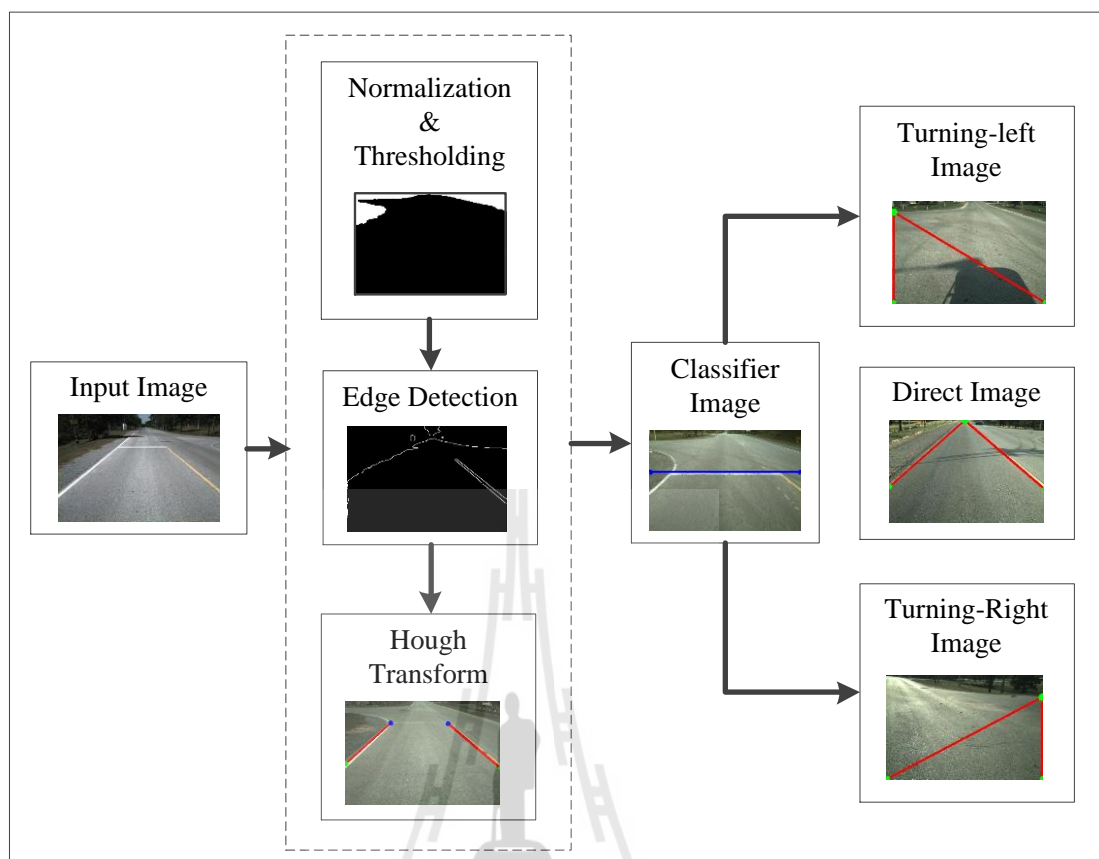 Input Image
Normalization
&
Thresholding
Edge Detection
Hough
Transform
Classifier
Image
Turning-left
Image
Direct Image
Turning-Right
Image